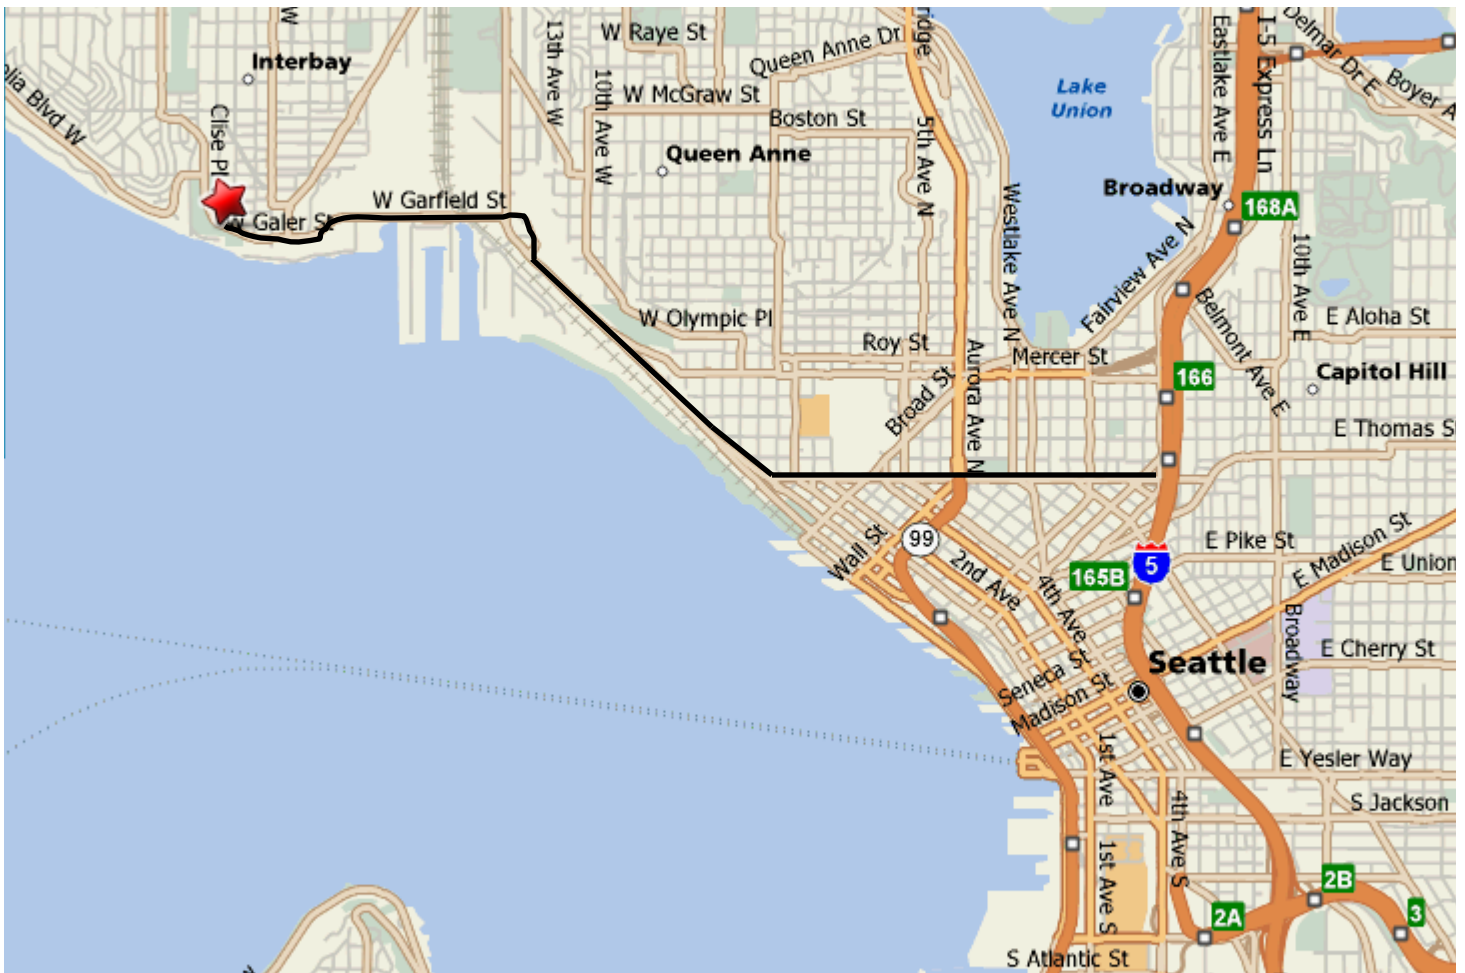 W
ridge
I-5 Express Ln
Delmar Dr E
W Raye St
Queen Anne Dr
13th Ave W
Eastlake Ave E
Interbay
10th Ave W
Lake
Union
Boyer A
olia Blvd W
W McGraw St
Clise Pl
Boston St
5th Ave N
Queen Anne
Broadway
168A
W Garfield St
Westlake Ave N
W Galer St
Fairview Ave N
10th Ave E
W Olympic Pl
Belmont Ave E
E Aloha St
Roy St
Aurora Ave N
Mercer St
166
Capitol Hill
Broad St
E Thomas S
Wall St
99
E Pike St
E Madison St
2nd Ave
165B
5
E Union
4th Ave
Broadway
E Cherry St
Seneca St
Seattle
Madison St
1st Ave
E Yesler Way
4th Ave S
S Jackson
1st Ave S
2B
2A
3
S Atlantic St